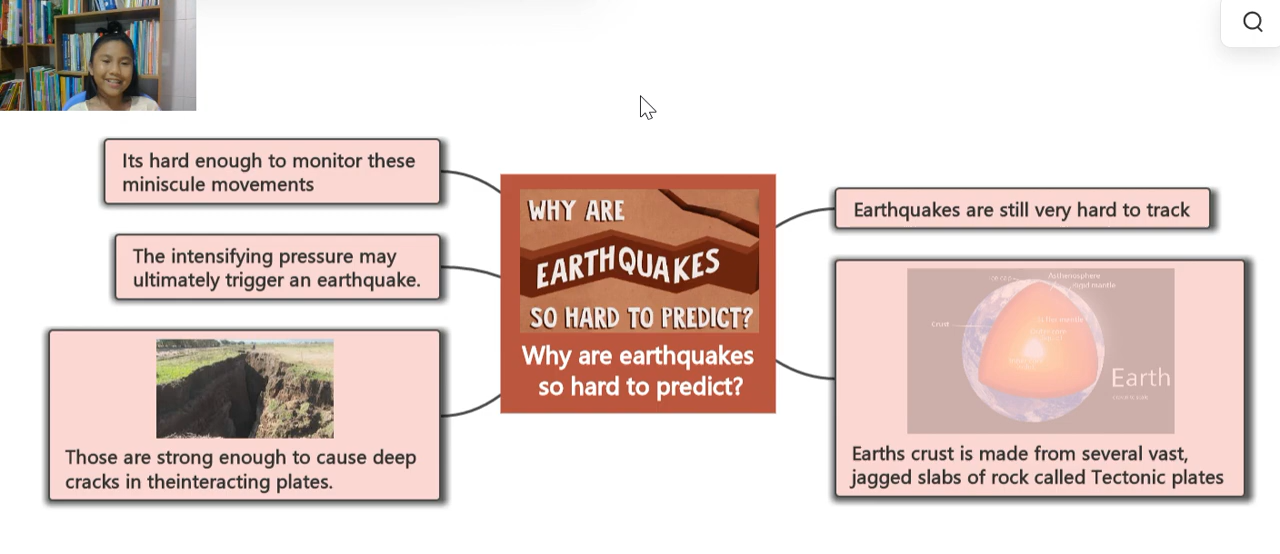 Its hard enough to monitor these
miniscule movements
The intensifying pressure may
ultimately trigger an earthquake.
Those are strong enough to cause deep
cracks in theinteracting plates.
WHY ARE
EARTHQUAKES
SO HARD TO PREDICT?
Why are earthquakes
so hard to predict?
Earthquakes are still very hard to track
Asthenosphere
rigid mantle
crust
Earth
Earths crust is made from several vast,
jagged slabs of rock called Tectonic plates